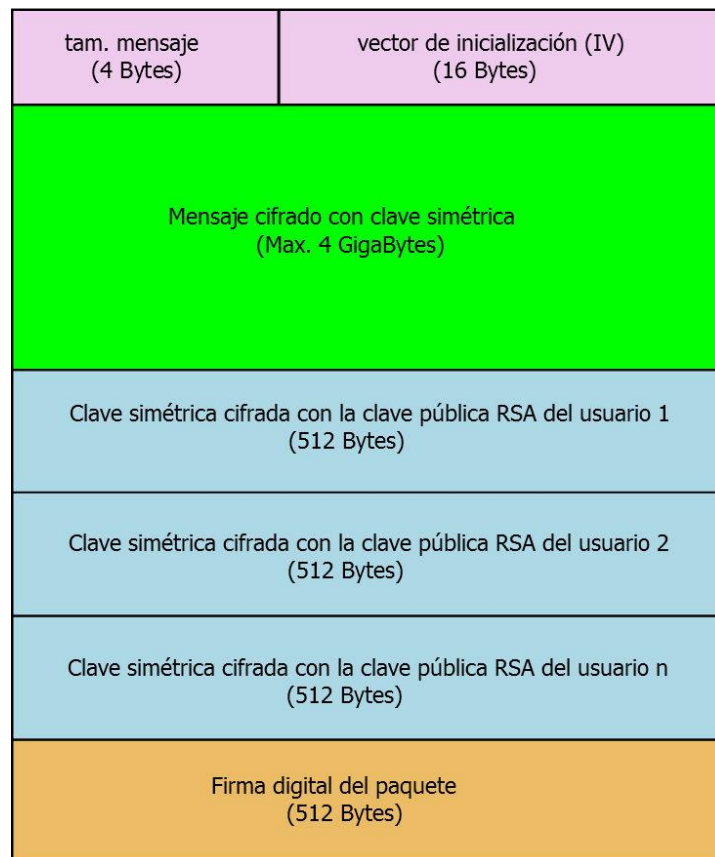 tam. mensaje
(4 Bytes)
vector de inicialización (IV)
(16 Bytes)
Mensaje cifrado con clave simétrica
(Max. 4 GigaBytes)
Clave simétrica cifrada con la clave pública RSA del usuario 1
(512 Bytes)
Clave simétrica cifrada con la clave pública RSA del usuario 2
(512 Bytes)
Clave simétrica cifrada con la clave pública RSA del usuario n
(512 Bytes)
Firma digital del paquete
(512 Bytes)